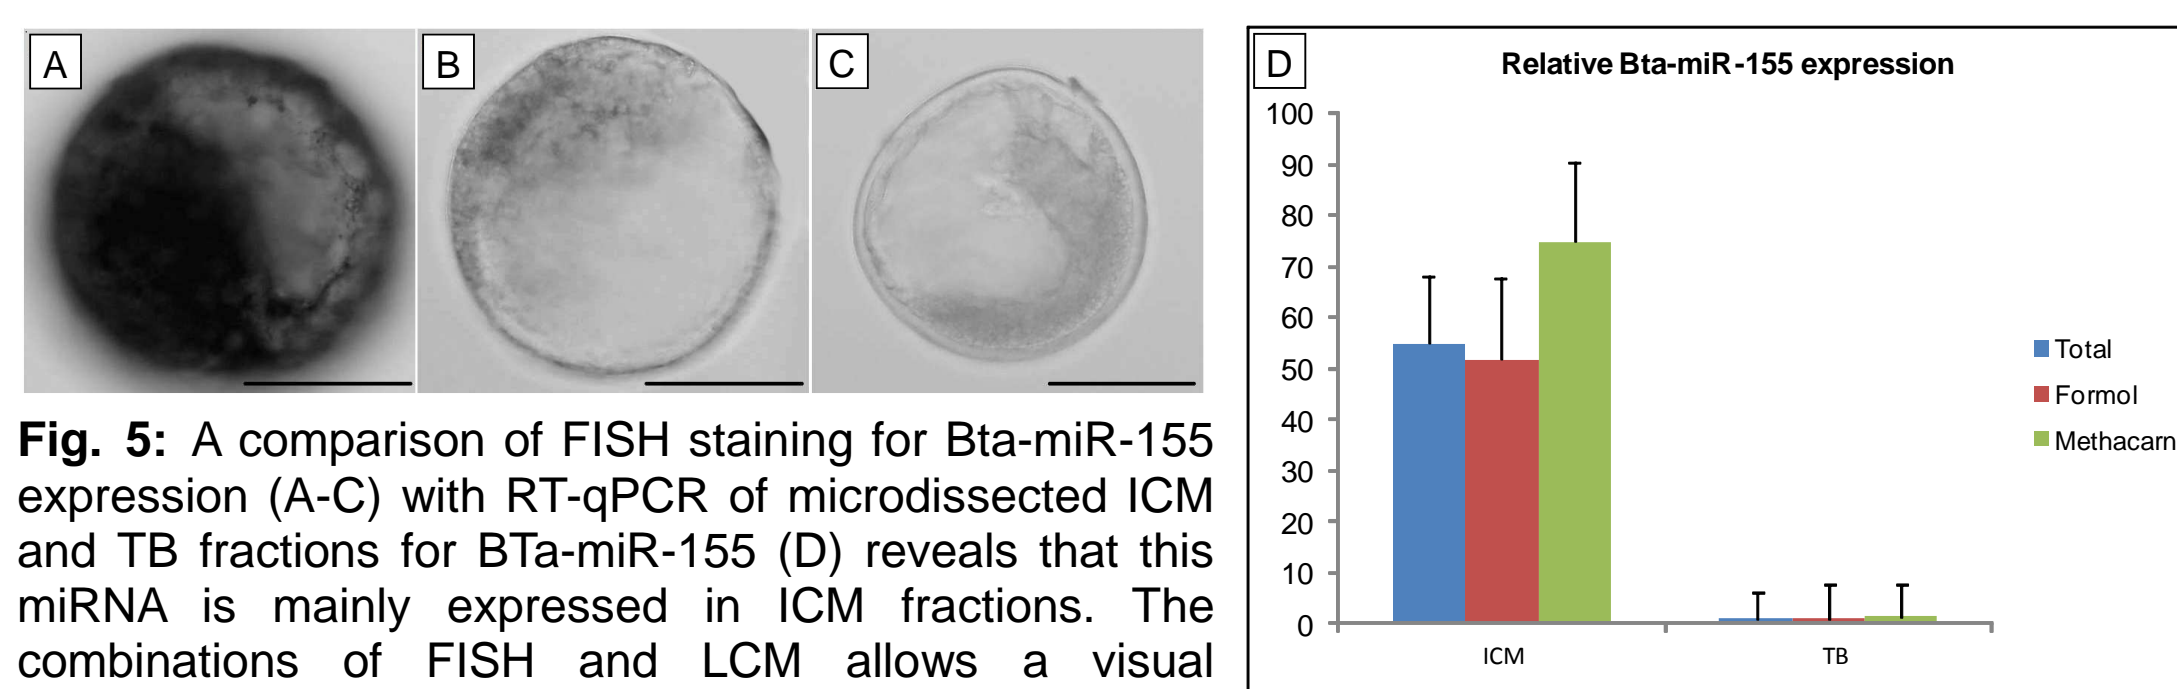 A
B
C
Fig. 5: A comparison of FISH staining for Bta-miR-155
expression (A-C) with RT-qPCR of microdissected ICM
and TB fractions for BTa-miR-155 (D) reveals that this
miRNA is mainly expressed in ICM fractions. The
combinations of FISH and LCM allows a visual
D
Relative Bta-miR-155 expression
100
90
80
70
60
50
40
30
20
10
0
ICM
TB
Total
Formol
Methacarn